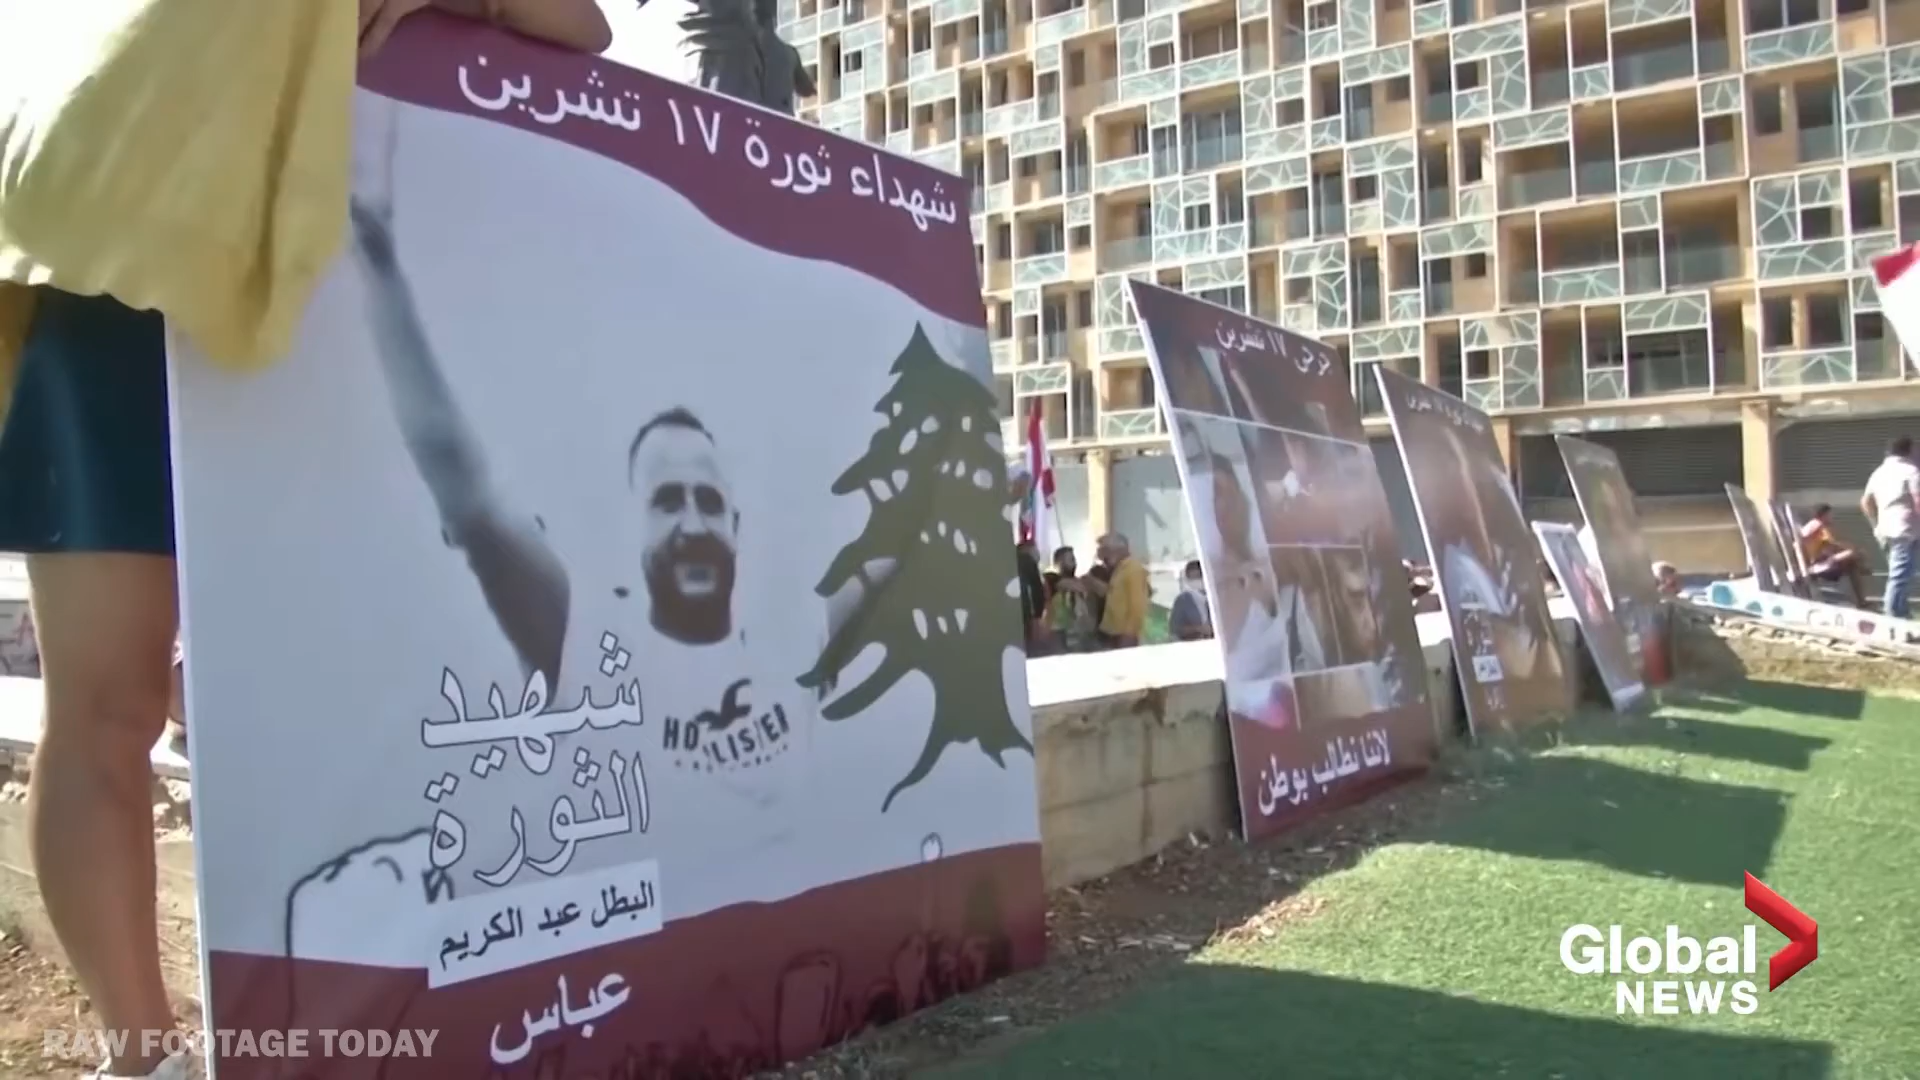 شهداء ثورة ١٧ تشرين
شهيد
الثورة
البطل عبد الكريم
عباس
HOLLISTER
جرحى ١٧ تشرين
لاننا نطالب بوطن
Global
NEWS
RAW FOOTAGE TODAY